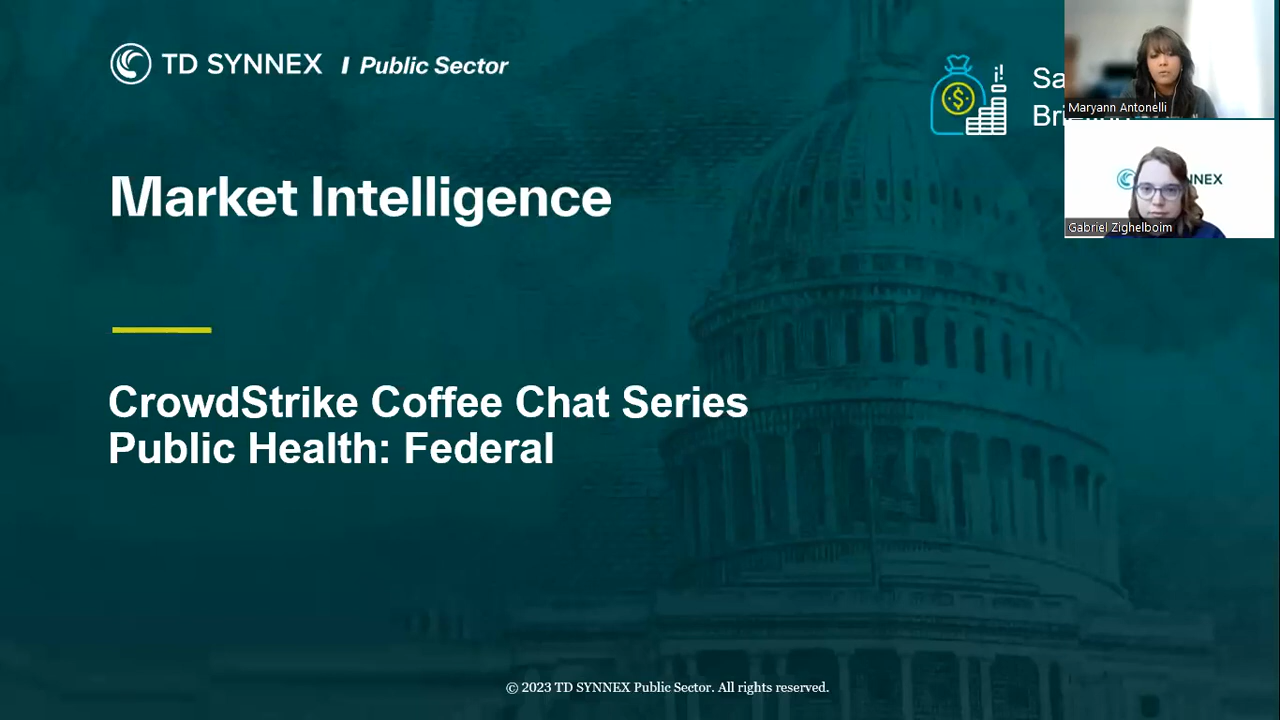 TD SYNNEX | Public Sector
Market Intelligence
CrowdStrike Coffee Chat Series
Public Health: Federal
© 2023 TD SYNNEX Public Sector. All rights reserved.
Maryann Antonelli
NNEX
Gabriel Zighelboim